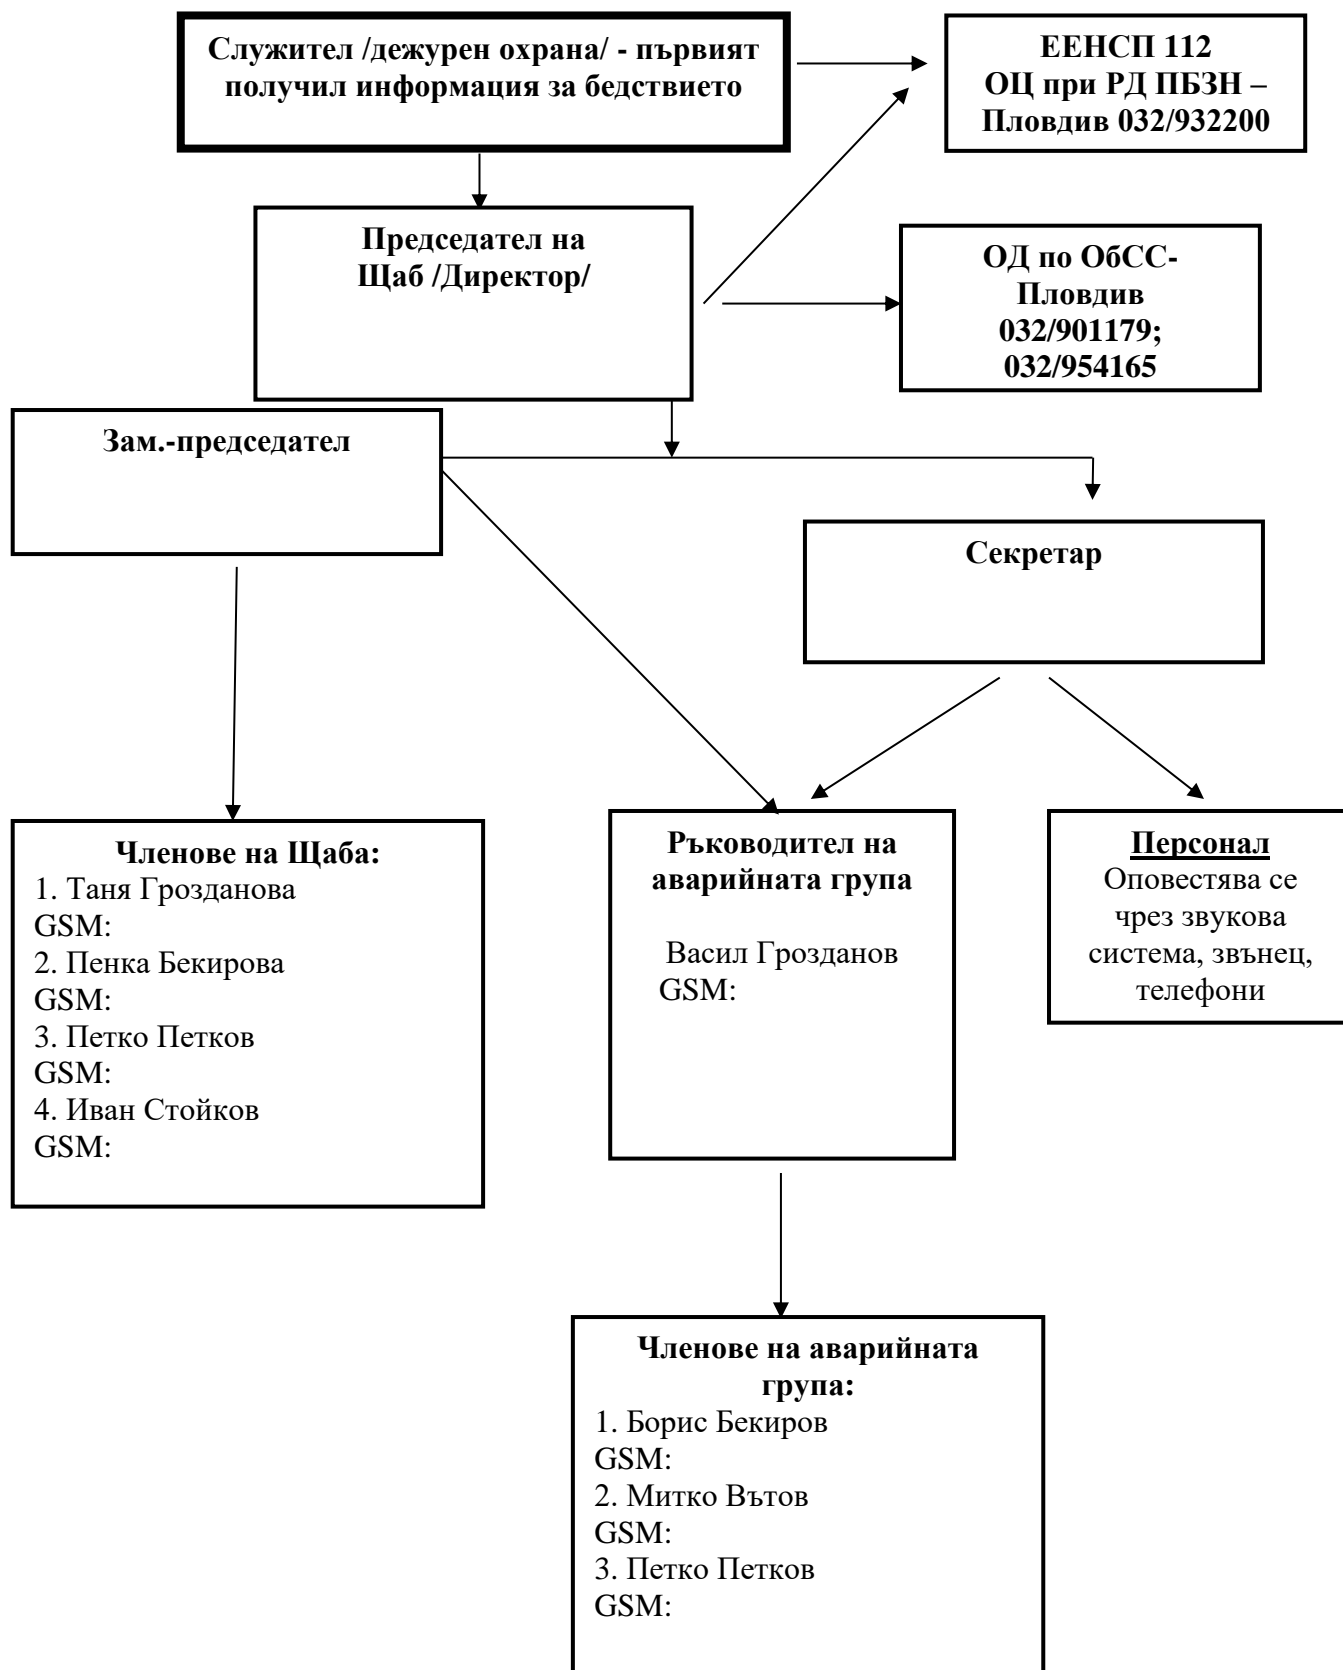 Служител /дежурен охрана/ - първият
получил информация за бедствието
ЕЕНСП 112
ОЦ при РД ПБЗН –
Пловдив 032/932200
Председател на
Щаб /Директор/
ОД по ОбСС-
Пловдив
032/901179;
032/954165
Зам.-председател
Секретар
Членове на Щаба:
1. Таня Грозданова
GSM:
2. Пенка Бекирова
GSM:
3. Петко Петков
GSM:
4. Иван Стойков
GSM:
Ръководител на
аварийната група
Васил Грозданов
GSM:
Персонал
Оповестява се
чрез звукова
система, звънец,
телефони
Членове на аварийната
група:
1. Борис Бекиров
GSM:
2. Митко Вътов
GSM:
3. Петко Петков
GSM: